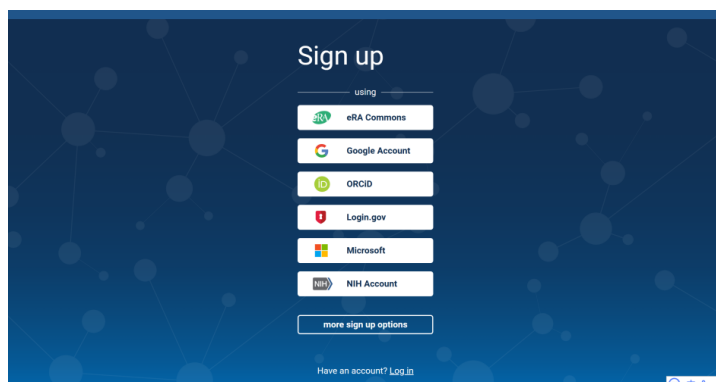 Sign up
using
eRA eRA Commons
Google Account
iD ORCiD
Login.gov
Microsoft
NIH NIH Account
more sign up options
Have an account? Log in